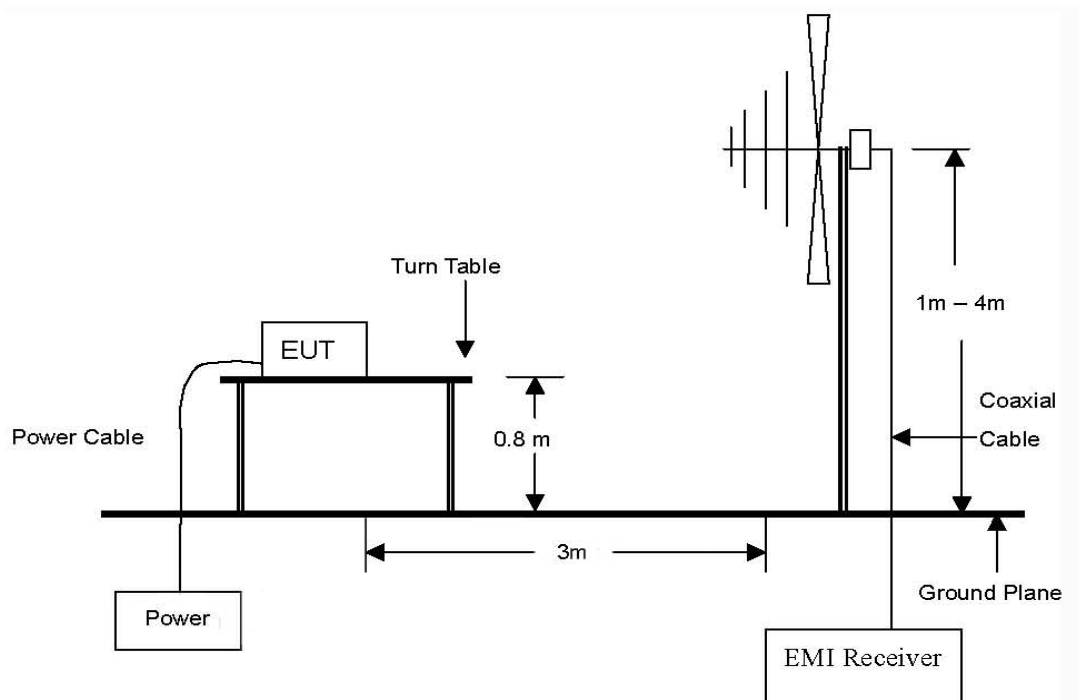 Turn Table
1m – 4m
EUT
Coaxial
Cable
Power Cable
0.8 m
3m
Ground Plane
Power
EMI Receiver